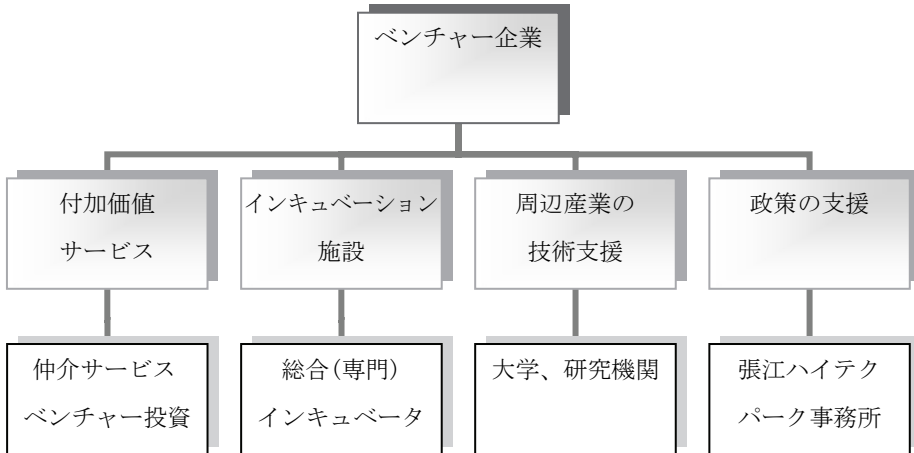 ベンチャー企業
付加価値
サービス
インキュベーション
施設
周辺産業の
技術支援
政策の支援
仲介サービス
ベンチャー投資
総合(専門)
インキュベータ
大学、研究機関
張江ハイテク
パーク事務所